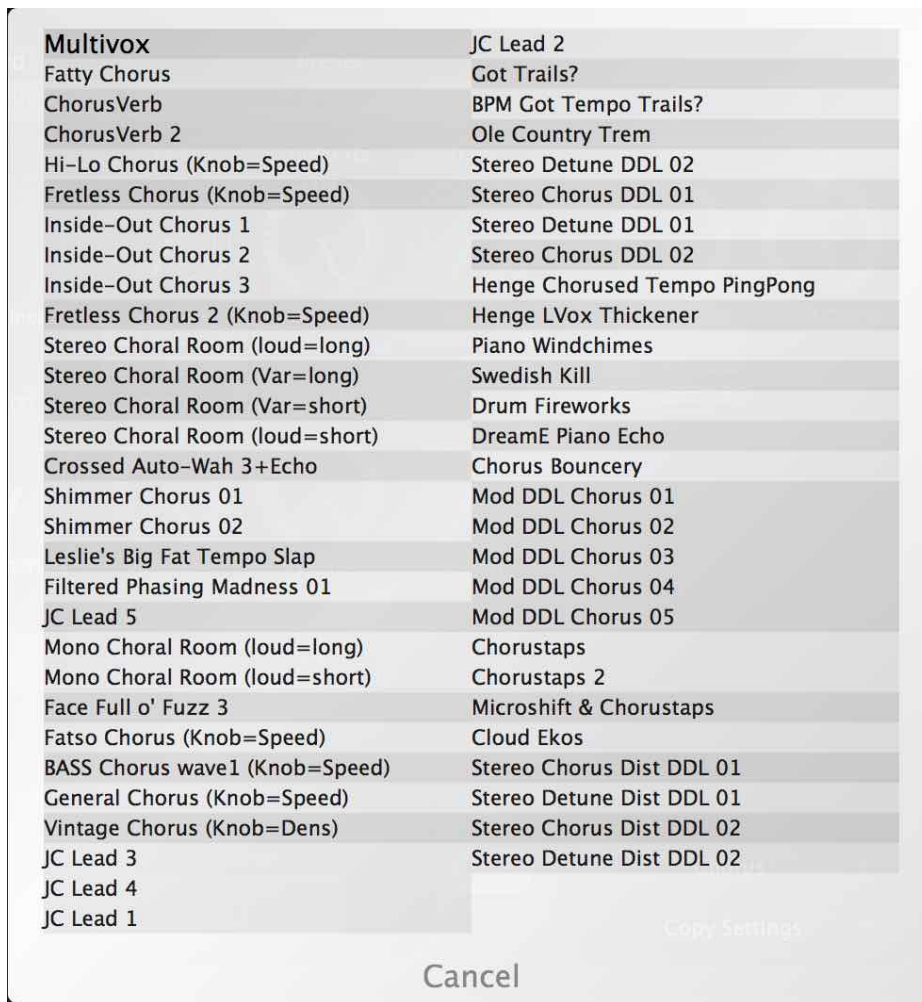 Multivox
Fatty Chorus
ChorusVerb
ChorusVerb 2
Hi-Lo Chorus (Knob=Speed)
Fretless Chorus (Knob=Speed)
Inside-Out Chorus 1
Inside-Out Chorus 2
Inside-Out Chorus 3
Fretless Chorus 2 (Knob=Speed)
Stereo Choral Room (loud=long)
Stereo Choral Room (Var=long)
Stereo Choral Room (Var=short)
Stereo Choral Room (loud=short)
Crossed Auto-Wah 3+Echo
Shimmer Chorus 01
Shimmer Chorus 02
Leslie's Big Fat Tempo Slap
Filtered Phasing Madness 01
JC Lead 5
Mono Choral Room (loud=long)
Mono Choral Room (loud=short)
Face Full o' Fuzz 3
Fatso Chorus (Knob=Speed)
BASS Chorus wave1 (Knob=Speed)
General Chorus (Knob=Speed)
Vintage Chorus (Knob=Dens)
JC Lead 3
JC Lead 4
JC Lead 1
JC Lead 2
Got Trails?
BPM Got Tempo Trails?
Ole Country Trem
Stereo Detune DDL 02
Stereo Chorus DDL 01
Stereo Detune DDL 01
Stereo Chorus DDL 02
Henge Chorused Tempo PingPong
Henge LVox Thickener
Piano Windchimes
Swedish Kill
Drum Fireworks
DreamE Piano Echo
Chorus Bouncery
Mod DDL Chorus 01
Mod DDL Chorus 02
Mod DDL Chorus 03
Mod DDL Chorus 04
Mod DDL Chorus 05
Chorustaps
Chorustaps 2
Microshift & Chorustaps
Cloud Ekos
Stereo Chorus Dist DDL 01
Stereo Detune Dist DDL 01
Stereo Chorus Dist DDL 02
Stereo Detune Dist DDL 02
Copy Settings
Cancel